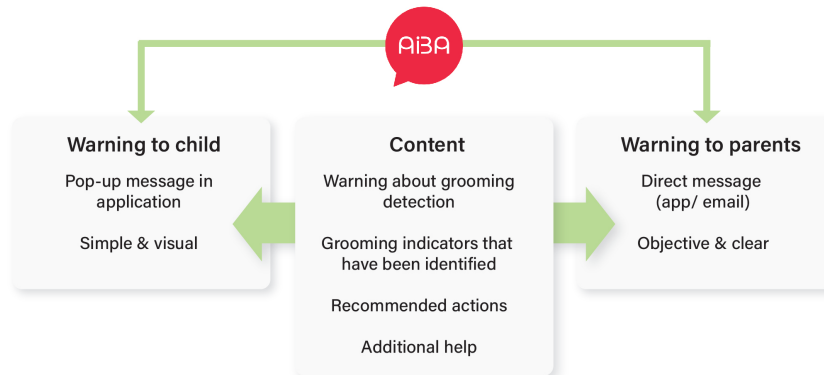 AiBA
Warning to child
Pop-up message in
application
Simple & visual
Content
Warning about grooming
detection
Grooming indicators that
have been identified
Recommended actions
Additional help
Warning to parents
Direct message
(app/ email)
Objective & clear